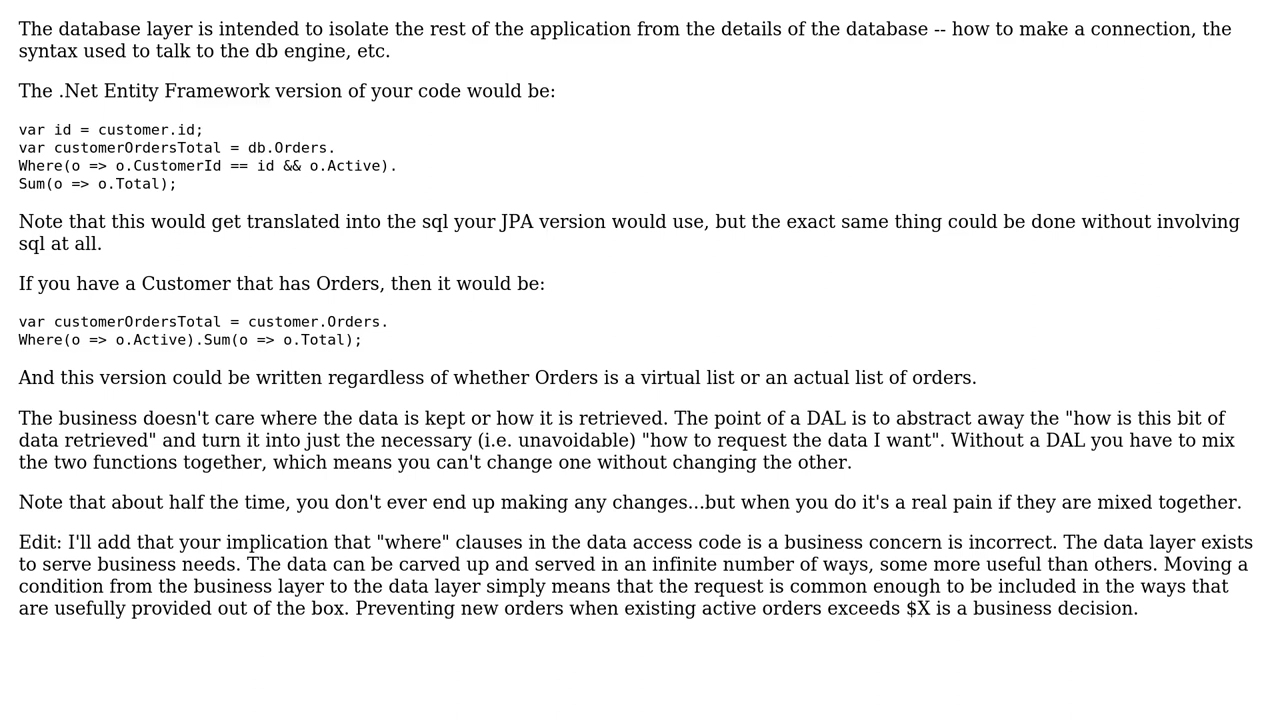 The database layer is intended to isolate the rest of the application from the details of the database -- how to make a connection, the
syntax used to talk to the db engine, etc.
The .Net Entity Framework version of your code would be:
var id = customer.id;
var customerOrdersTotal = db.Orders.
Where(o => o.CustomerId == id && o.Active).
Sum(o => o.Total);
Note that this would get translated into the sql your JPA version would use, but the exact same thing could be done without involving
sql at all.
If you have a Customer that has Orders, then it would be:
var customerOrdersTotal = customer.Orders.
Where(o => o.Active).Sum(o => o.Total);
And this version could be written regardless of whether Orders is a virtual list or an actual list of orders.
The business doesn't care where the data is kept or how it is retrieved. The point of a DAL is to abstract away the "how is this bit of
data retrieved" and turn it into just the necessary (i.e. unavoidable) "how to request the data I want". Without a DAL you have to mix
the two functions together, which means you can't change one without changing the other.
Note that about half the time, you don't ever end up making any changes...but when you do it's a real pain if they are mixed together.
Edit: I'll add that your implication that "where" clauses in the data access code is a business concern is incorrect. The data layer exists
to serve business needs. The data can be carved up and served in an infinite number of ways, some more useful than others. Moving a
condition from the business layer to the data layer simply means that the request is common enough to be included in the ways that
are usefully provided out of the box. Preventing new orders when existing active orders exceeds $X is a business decision.